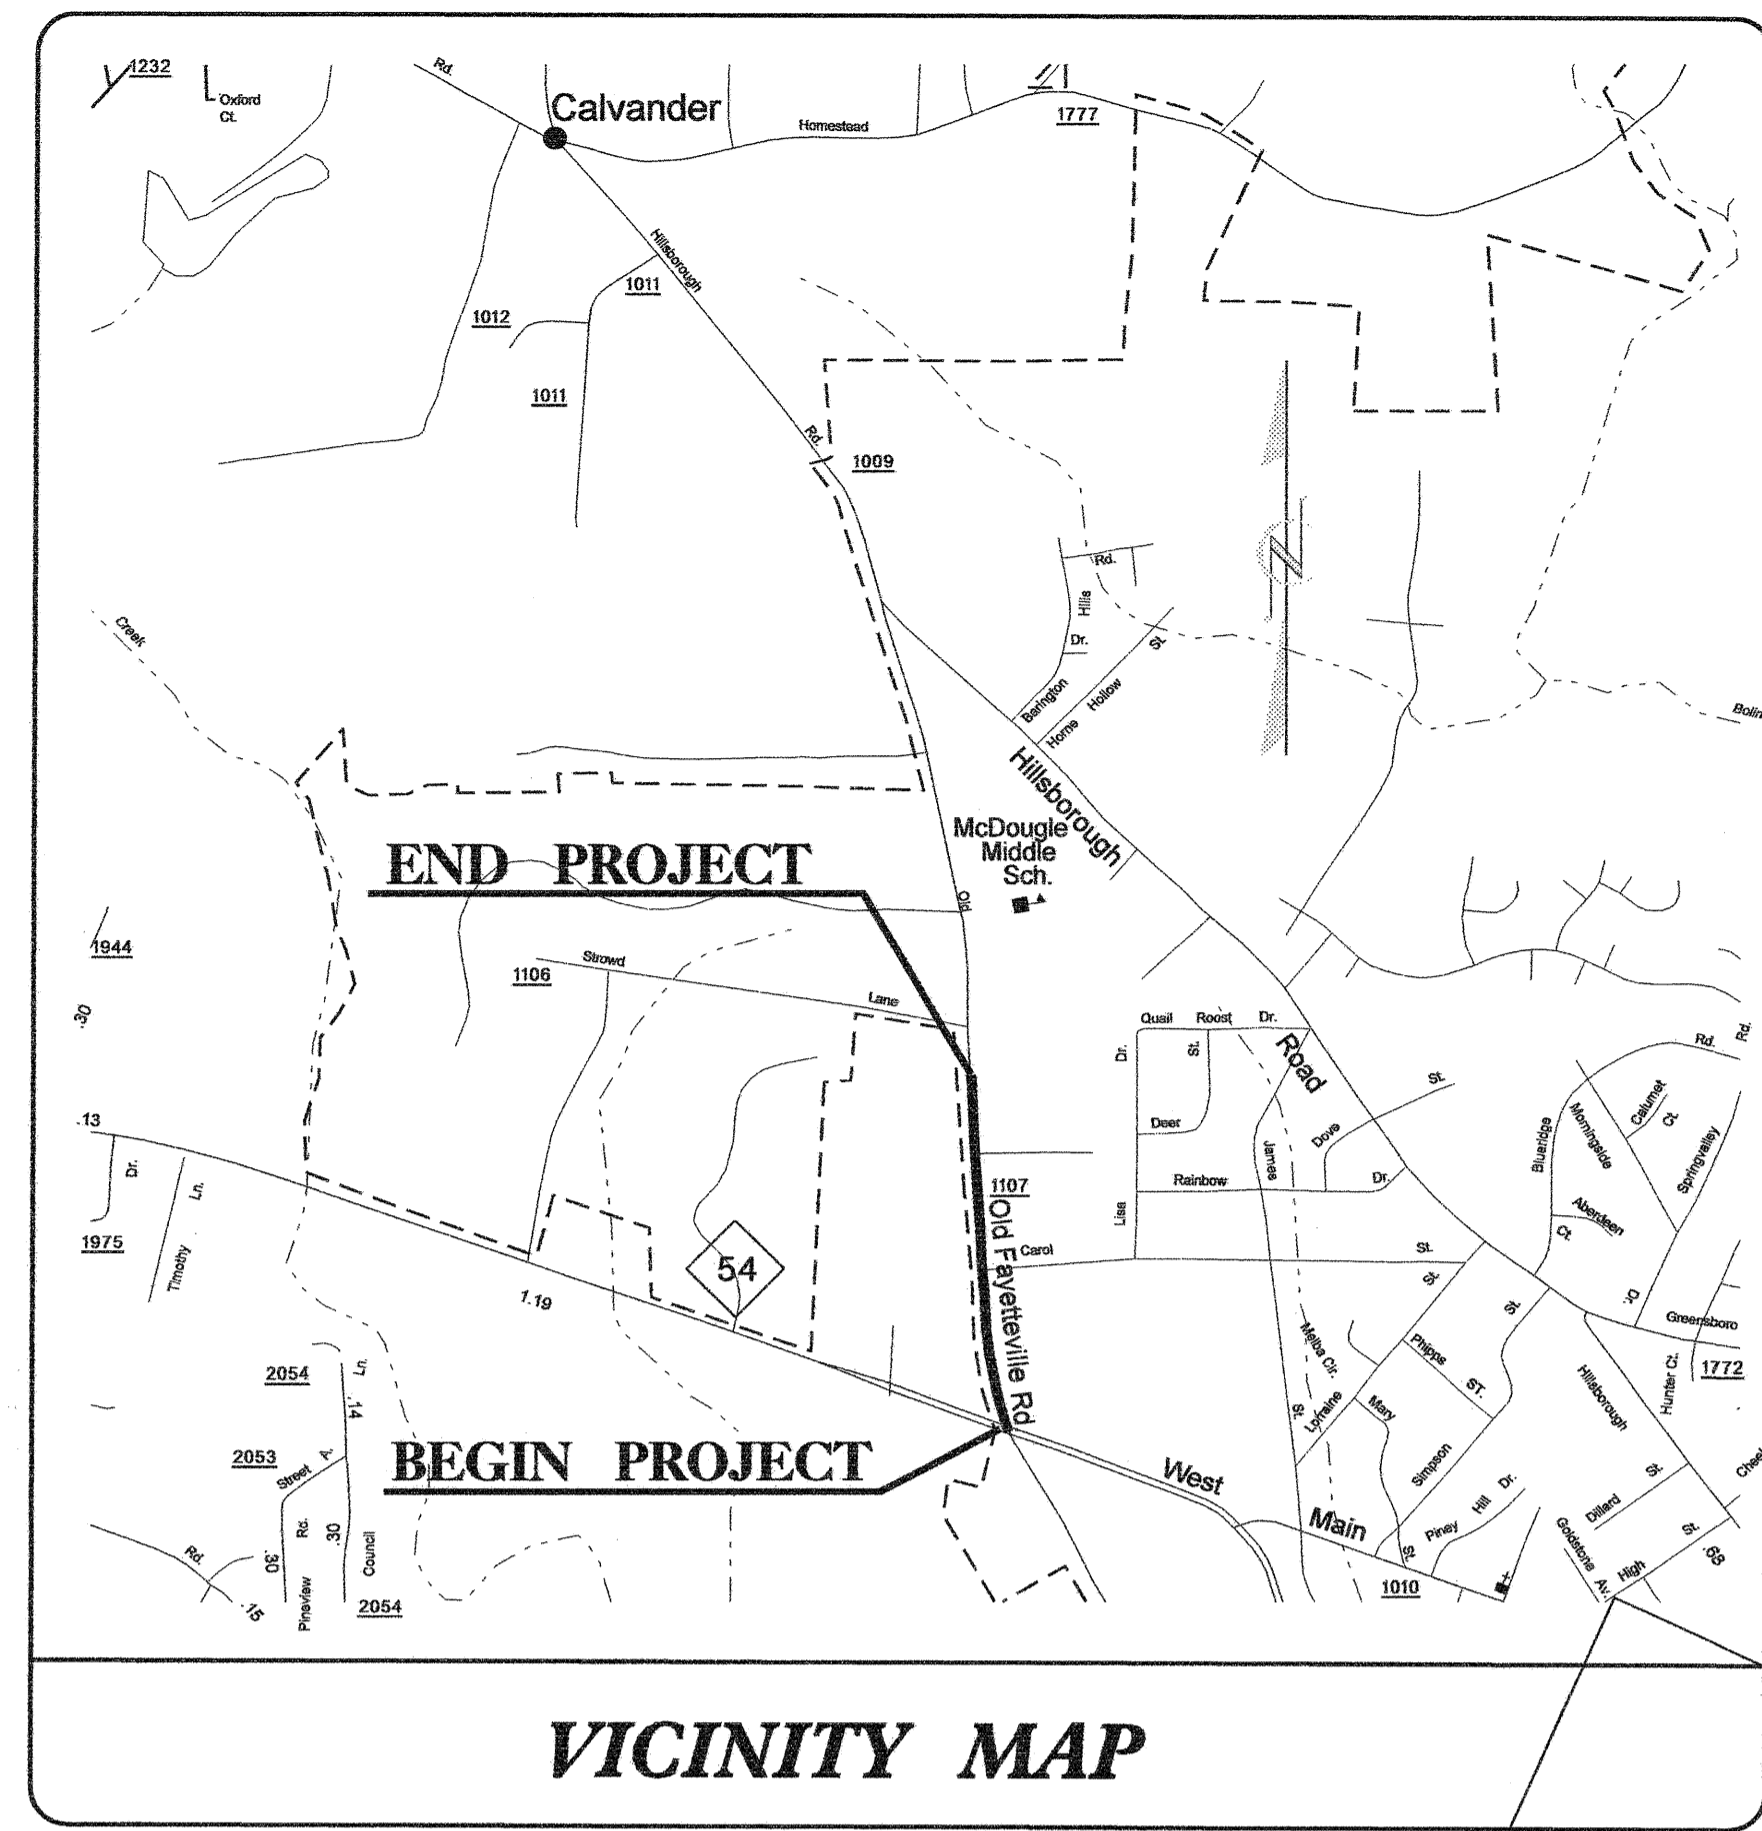 1232
Oxford
Ct.
Rd.
Calvander
Homestead
1777
Hillsborough
1011
1012
1011
Rd.
1009
N
Rd.
Hills
Dr.
St.
Barington
Horne Hollow
Creek
Bolin
Hillsborough
McDougle
Middle
Sch.
END PROJECT
Old
1944
.30
1106
Strowd
Lane
Quail Roost Dr.
Dr.
St.
Road
Rd.
Rd.
St.
Calumet
Ct.
Morningside
.13
Deer
Dove
James
Blueridge
Springvalley
Dr.
Ln.
1107
Rainbow
Dr.
Aberdeen
Ct.
Lisa
1975
Timothy
Old Fayetteville Rd
Carol
St.
St.
54
1.19
St.
Dr.
Greensboro
Melba Cir.
Phipps
ST.
Hillsborough
Hunter Ct.
1772
2054
Ln.
.14
Mary
St.
Lorraine
BEGIN PROJECT
2053
Street A.
West
Simpson
St.
Dillard
Hill Dr.
Piney
Main
Rd.
.30
Council
Rd.
.30
Goldstone
Av.
St.
.68
St.
High
.15
Pineview
2054
1010
VICINITY MAP